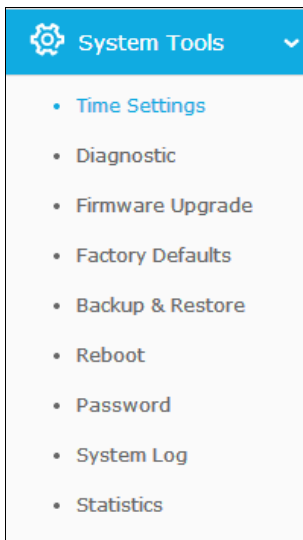 System Tools
Time Settings
Diagnostic
Firmware Upgrade
Factory Defaults
Backup & Restore
Reboot
Password
System Log
Statistics